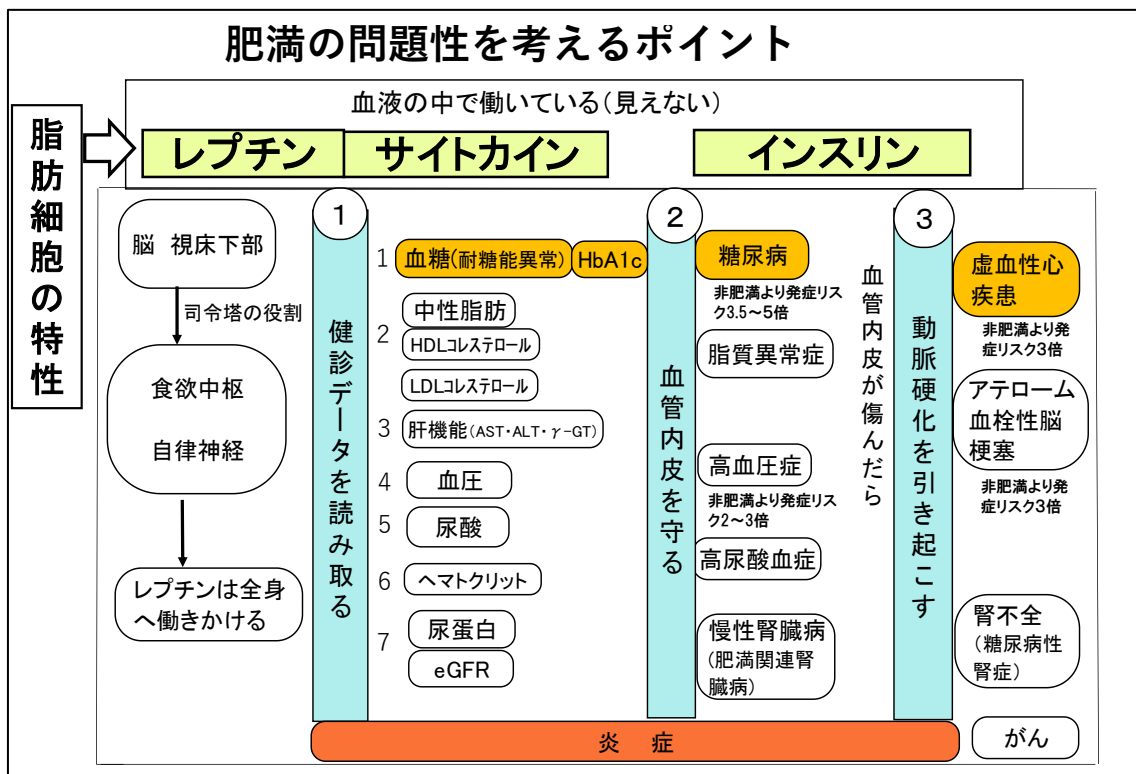 肥満の問題性を考えるポイント
脂肪細胞の特性
血液の中で働いている(見えない)
レプチン
サイトカイン
インスリン
脳　視床下部
司令塔の役割
食欲中枢
自律神経
レプチンは全身
へ働きかける
1
健診データを読み取る
1
血糖(耐糖能異常)
HbA1c
2
中性脂肪
HDLコレステロール
LDLコレステロール
3
肝機能(AST・ALT・γ-GT)
4
血圧
5
尿酸
6
ヘマトクリット
7
尿蛋白
eGFR
2
血管内皮を守る
糖尿病
非肥満より発症リス
ク3.5～5倍
脂質異常症
高血圧症
非肥満より発症リス
ク2～3倍
高尿酸血症
慢性腎臓病
(肥満関連腎
臓病)
血管内皮が傷んだら
3
動脈硬化を引き起こす
虚血性心
疾患
非肥満より発
症リスク3倍
アテローム
血栓性脳
梗塞
非肥満より発
症リスク3倍
腎不全
(糖尿病性
腎症)
がん
炎　症